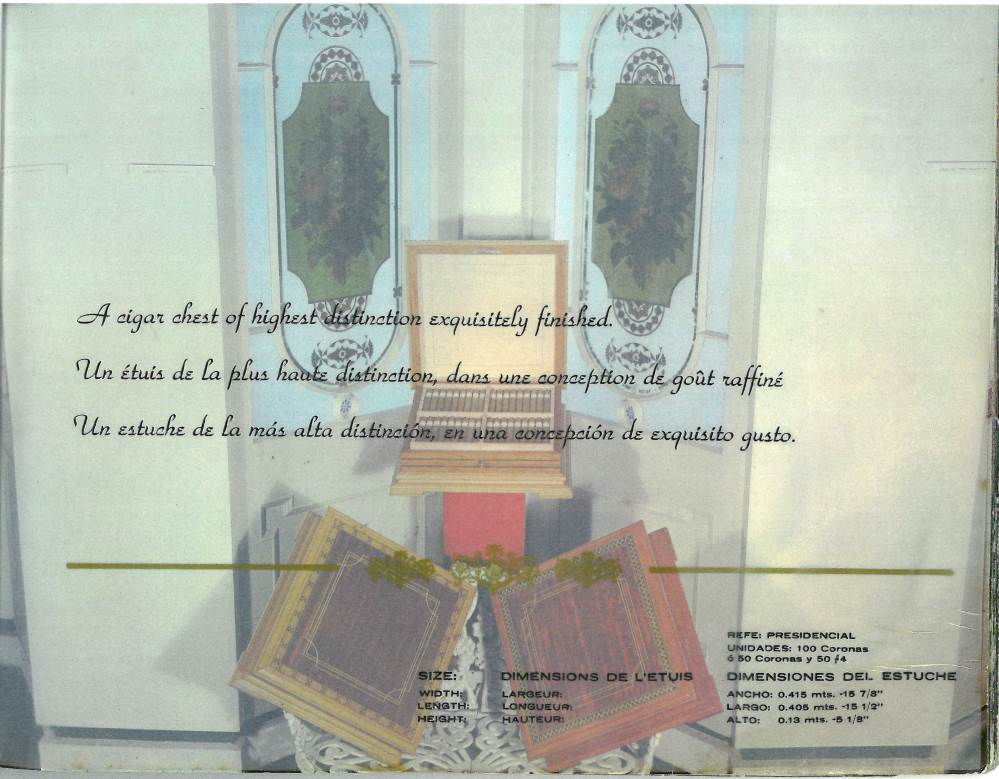 A cigar chest of highest distinction exquisitely finished.
Un étuis de la plus haute distinction, dans une conception de goût raffiné
Un estuche de la más alta distinción, en una concepción de exquisito gusto.
REFE: PRESIDENCIAL
UNIDADES: 100 Coronas
ó 50 Coronas y 50 #4
SIZE: DIMENSIONS DE L'ETUIS DIMENSIONES DEL ESTUCHE
WIDTH: LARGEUR: ANCHO: 0.415 mts. -15 7/8"
LENGTH: LONGUEUR: LARGO: 0.405 mts. -15 1/2"
HEIGHT: HAUTEUR: ALTO: 0.13 mts. -5 1/8"